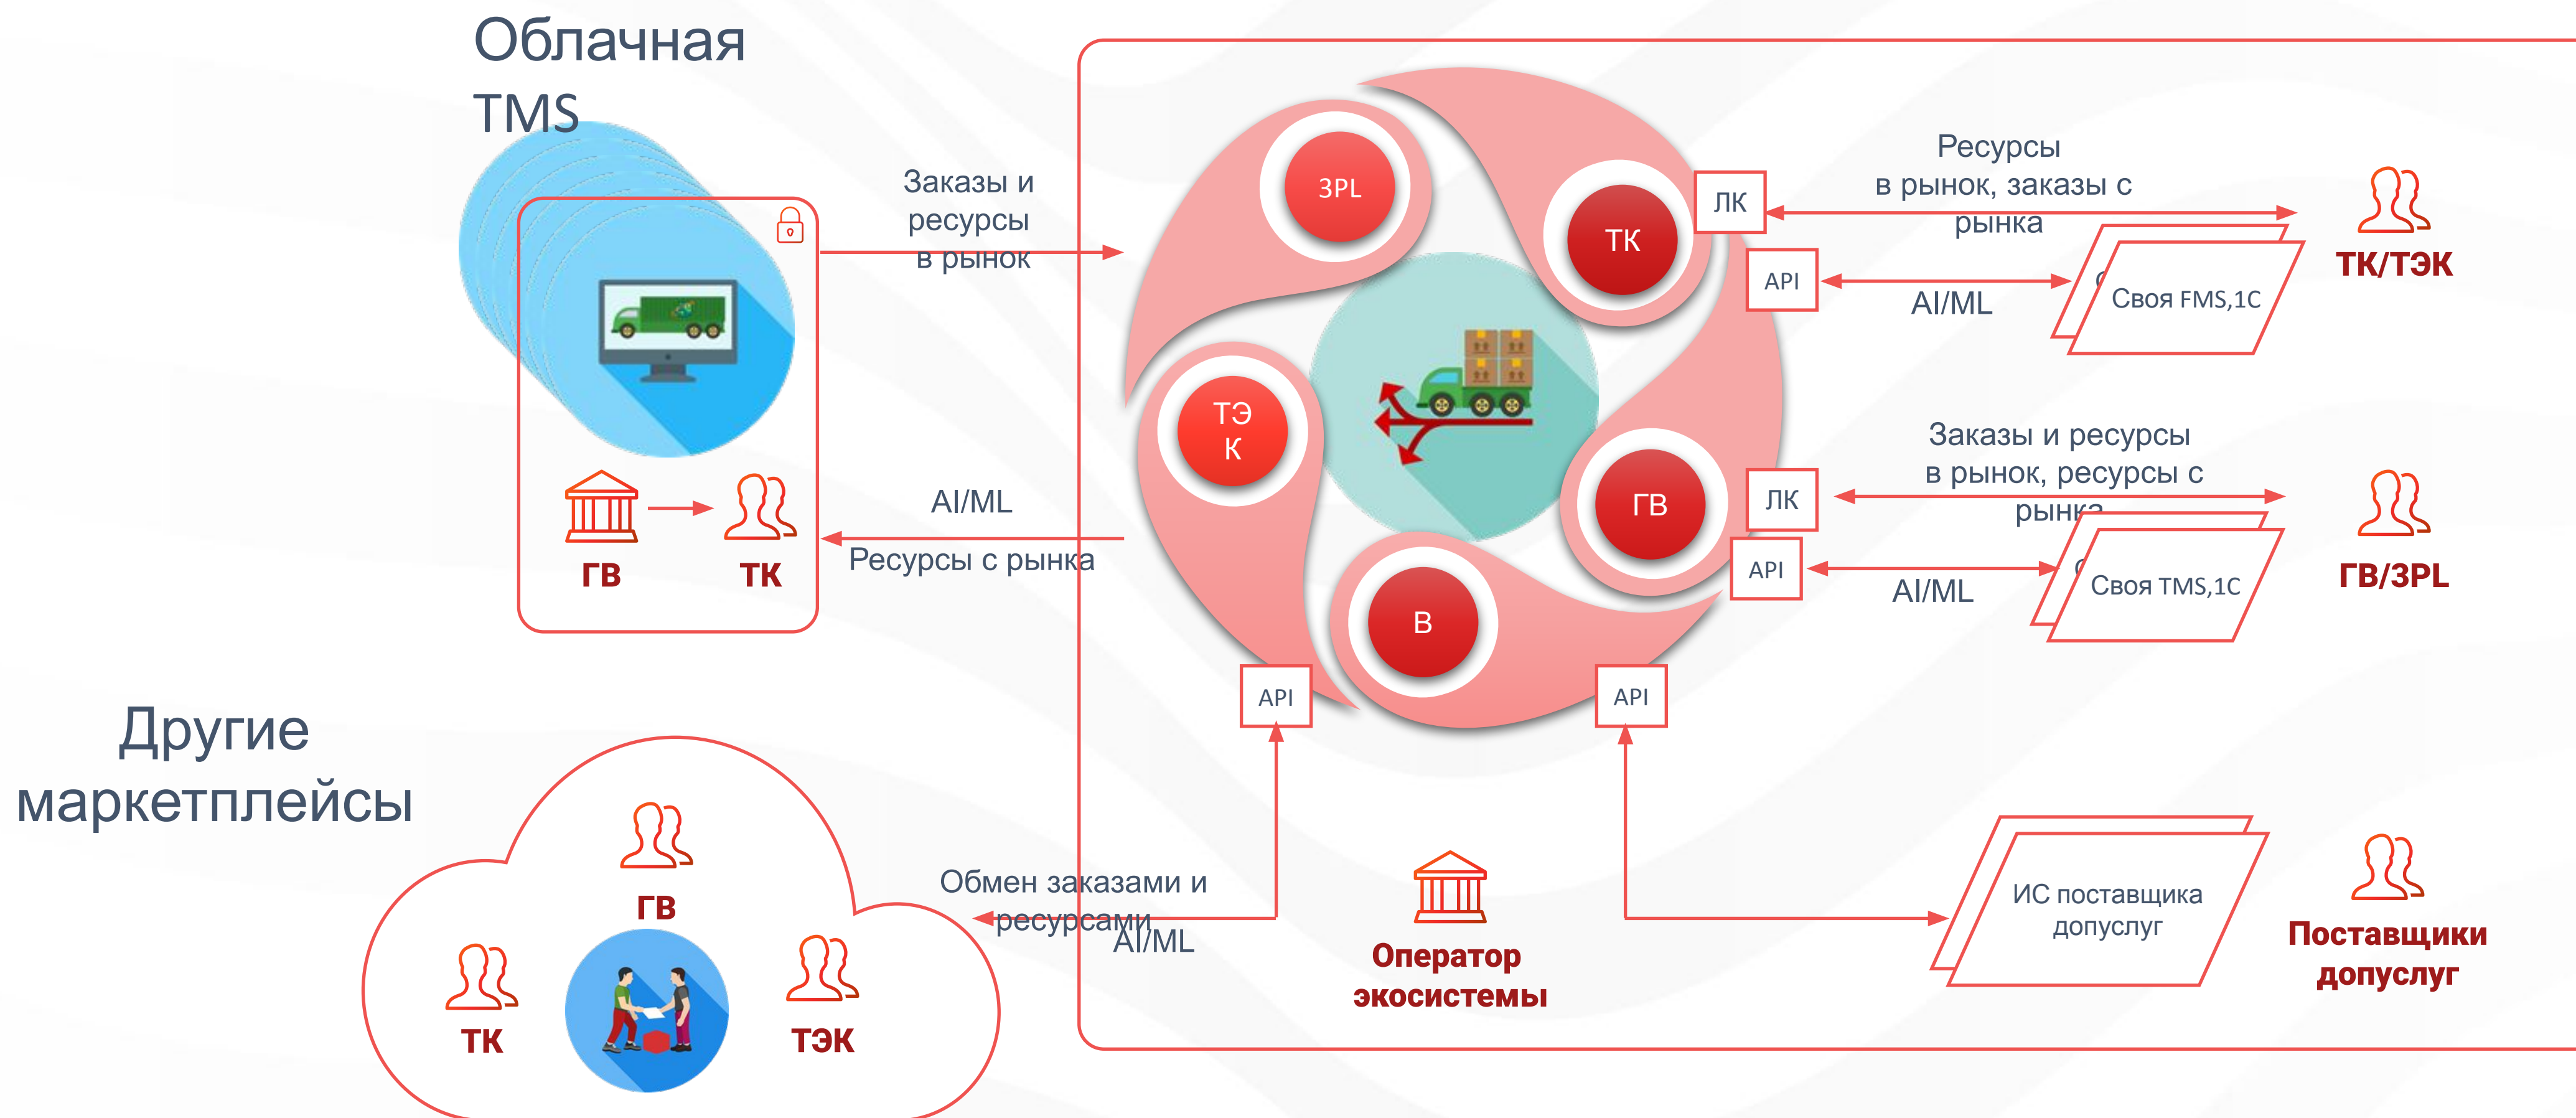 Облачная
TMS
Заказы и
ресурсы
в рынок
AI/ML
Ресурсы с рынка
ГВ
ТК
3PL
ТК
ТЭ
К
ГВ
В
ЛК
API
ЛК
API
API
API
Ресурсы
в рынок, заказы с
рынка
AI/ML
Своя FMS,1С
ТК/ТЭК
Заказы и ресурсы
в рынок, ресурсы с
рынка
AI/ML
Своя TMS,1С
ГВ/3PL
Другие
маркетплейсы
ГВ
ТК
ТЭК
Обмен заказами и
ресурсами
AI/ML
Оператор
экосистемы
ИС поставщика
допуслуг
Поставщики
допуслуг